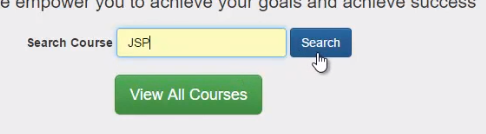 e empower you to achieve your goals and achieve success
Search Course JSP Search
View All Courses